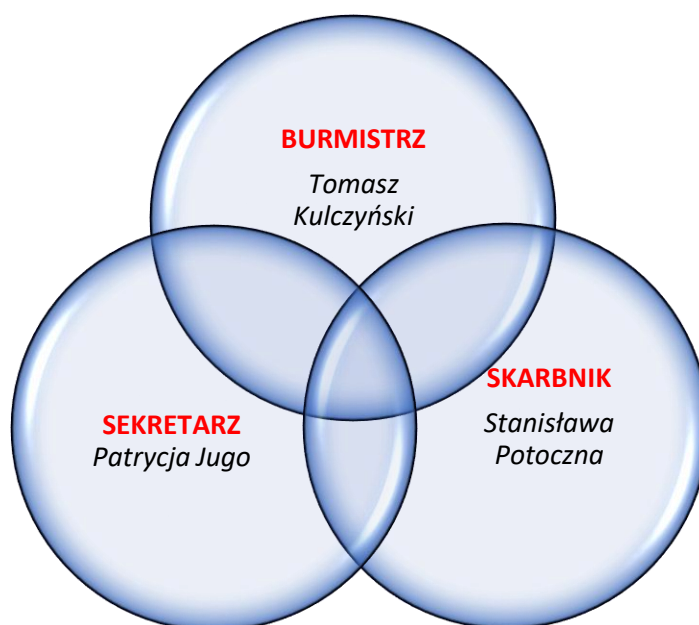 BURMISTRZ
Tomasz
Kulczyński
SKARBNIK
Stanisława
Potoczna
SEKRETARZ
Patrycja Jugo